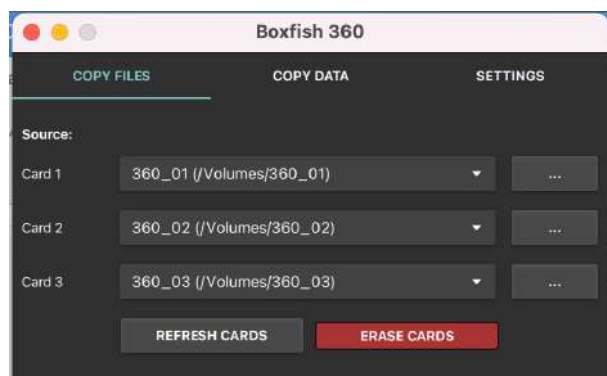 Boxfish 360
COPY FILES COPY DATA SETTINGS
Source:
Card 1 360_01 (/Volumes/360_01) ...
Card 2 360_02 (/Volumes/360_02) ...
Card 3 360_03 (/Volumes/360_03) ...
REFRESH CARDS ERASE CARDS